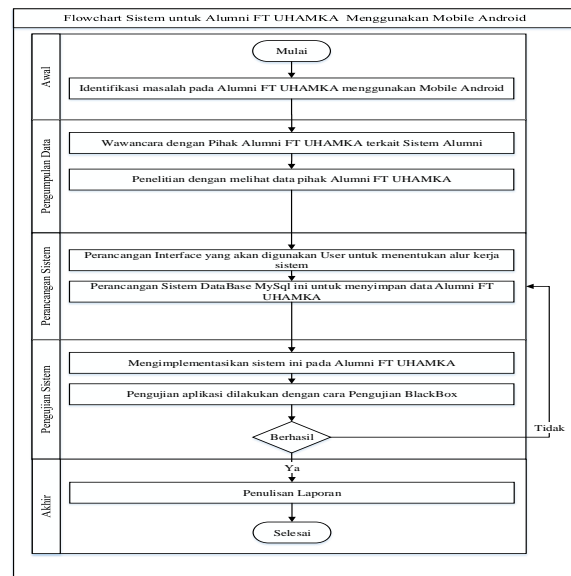 Flowchart Sistem untuk Alumni FT UHAMKA Menggunakan Mobile Android
Awal
Mulai
Identifikasi masalah pada Alumni FT UHAMKA menggunakan Mobile Android
Pengumpulan Data
Wawancara dengan Pihak Alumni FT UHAMKA terkait Sistem Alumni
Penelitian dengan melihat data pihak Alumni FT UHAMKA
Perancangan Sistem
Perancangan Interface yang akan digunakan User untuk menentukan alur kerja
sistem
Perancangan Sistem DataBase MySql ini untuk menyimpan data Alumni FT
UHAMKA
Pengujian Sistem
Mengimplementasikan sistem ini pada Alumni FT UHAMKA
Pengujian aplikasi dilakukan dengan cara Pengujian BlackBox
Berhasil
Tidak
Ya
Akhir
Penulisan Laporan
Selesai